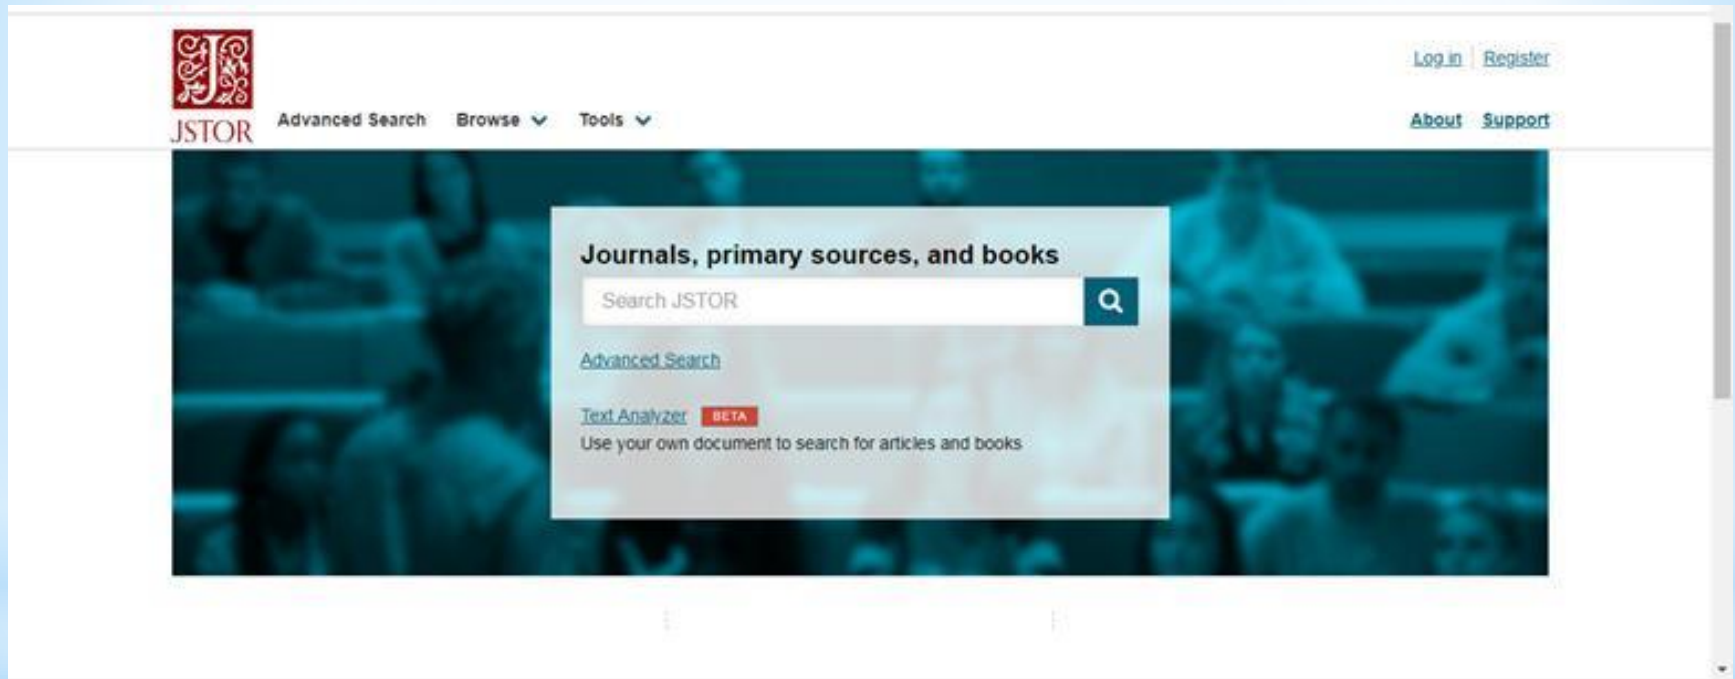 Log in Register
JSTOR
Advanced Search Browse Tools
About Support
Journals, primary sources, and books
Search JSTOR
Advanced Search
Text Analyzer BETA
Use your own document to search for articles and books